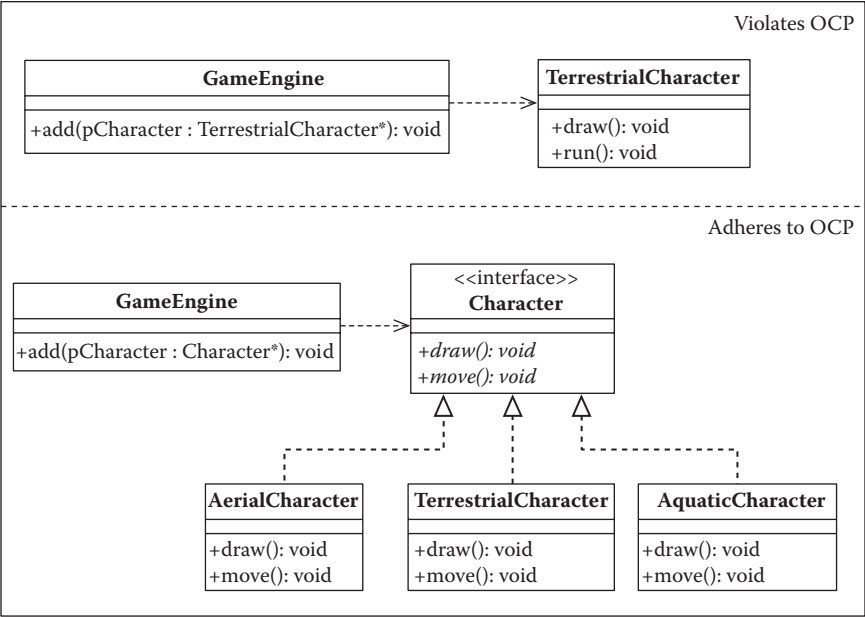 Violates OCP
GameEngine
+add(pCharacter : TerrestrialCharacter*): void
TerrestrialCharacter
+draw(): void
+run(): void
Adheres to OCP
GameEngine
+add(pCharacter : Character*): void
<<interface>>
Character
+draw(): void
+move(): void
AerialCharacter
+draw(): void
+move(): void
TerrestrialCharacter
+draw(): void
+move(): void
AquaticCharacter
+draw(): void
+move(): void